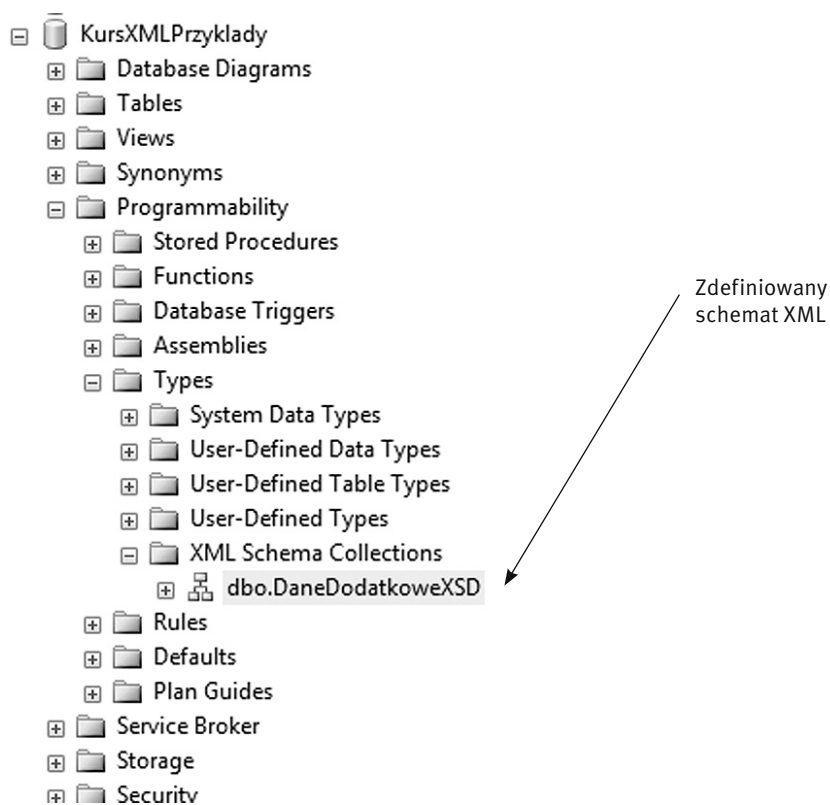 KursXMLPrzyklady
Database Diagrams
Tables
Views
Synonyms
Programmability
Stored Procedures
Functions
Database Triggers
Assemblies
Types
System Data Types
User-Defined Data Types
User-Defined Table Types
User-Defined Types
XML Schema Collections
dbo.DaneDodatkoweXSD
Rules
Defaults
Plan Guides
Service Broker
Storage
Security
Zdefiniowany
schemat XML